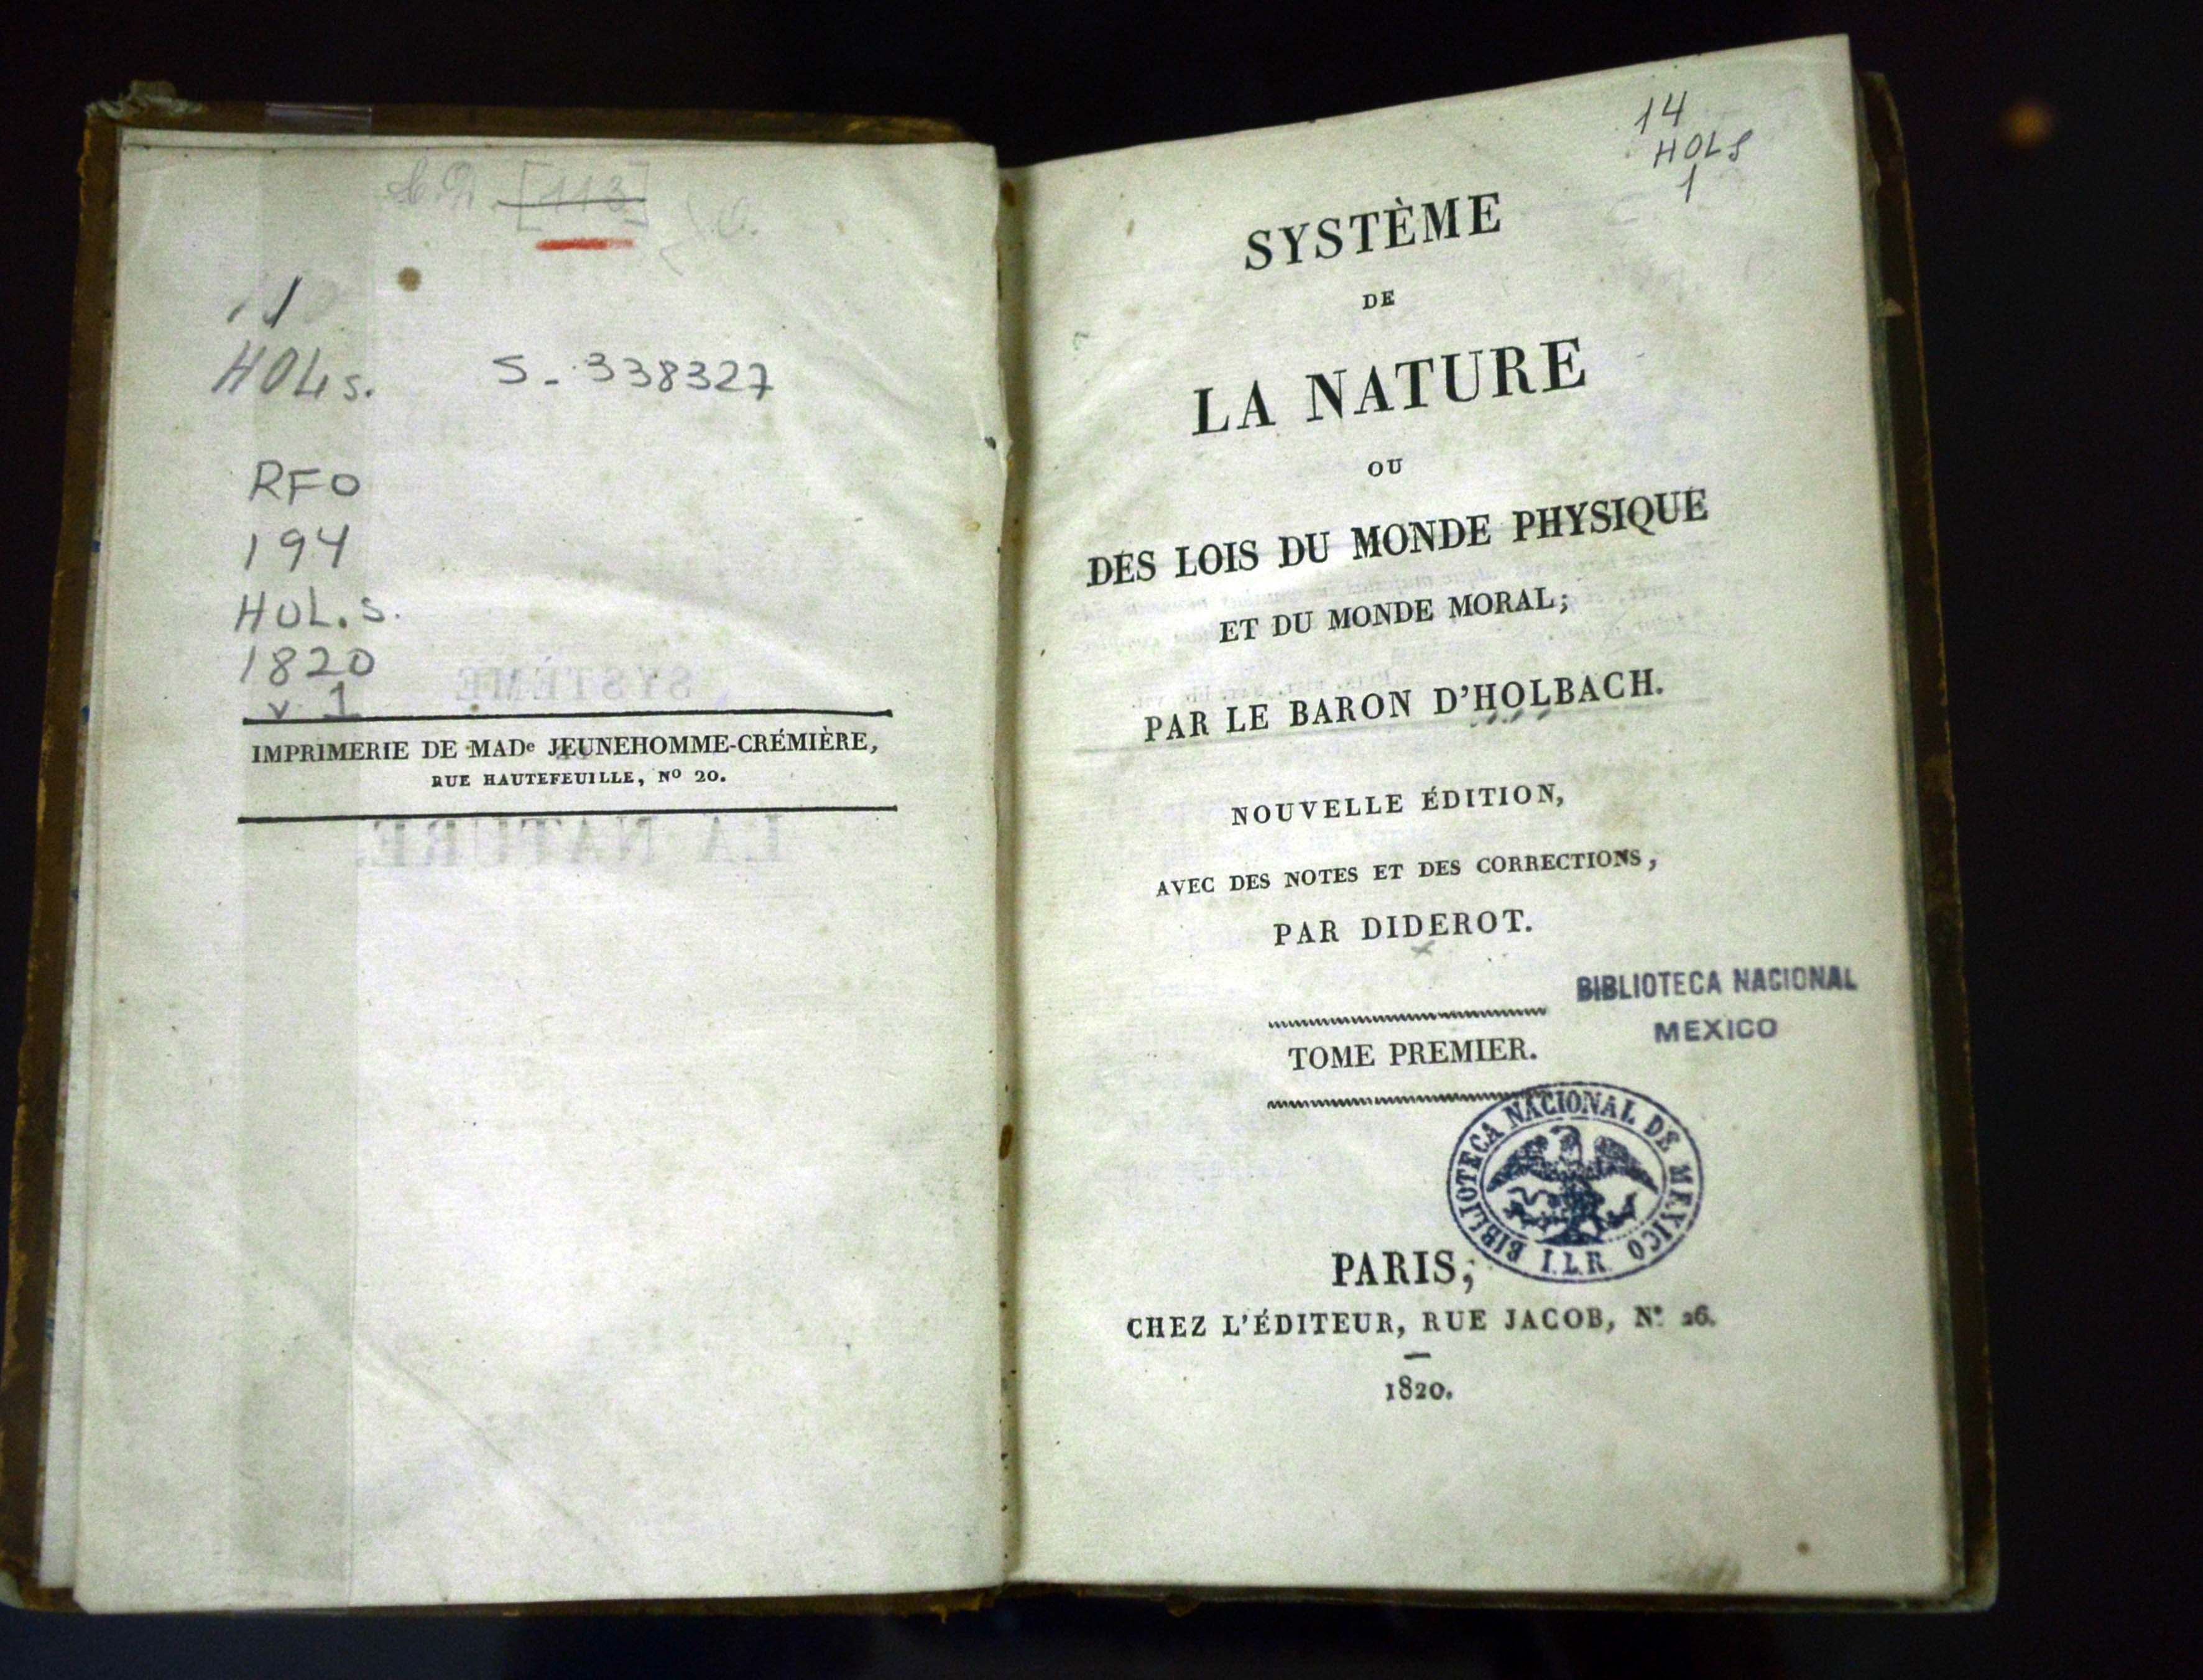 [113]
1
HOLs.
S-338327
RFO
194
HOL.s.
1820
v 1
IMPRIMERIE DE MADe JEUNEHOMME-CRÉMIÈRE,
RUE HAUTEFEUILLE, No 20.
14
HOLs
1
SYSTÈME
DE
LA NATURE
OU
DES LOIS DU MONDE PHYSIQUE
ET DU MONDE MORAL;
PAR LE BARON D'HOLBACH.
NOUVELLE ÉDITION,
AVEC DES NOTES ET DES CORRECTIONS,
PAR DIDEROT.
BIBLIOTECA NACIONAL
MEXICO
TOME PREMIER.
BIBLIOTECA NACIONAL DE MEXICO
I.L.R.
PARIS,
CHEZ L'ÉDITEUR, RUE JACOB, No. 26.
1820.